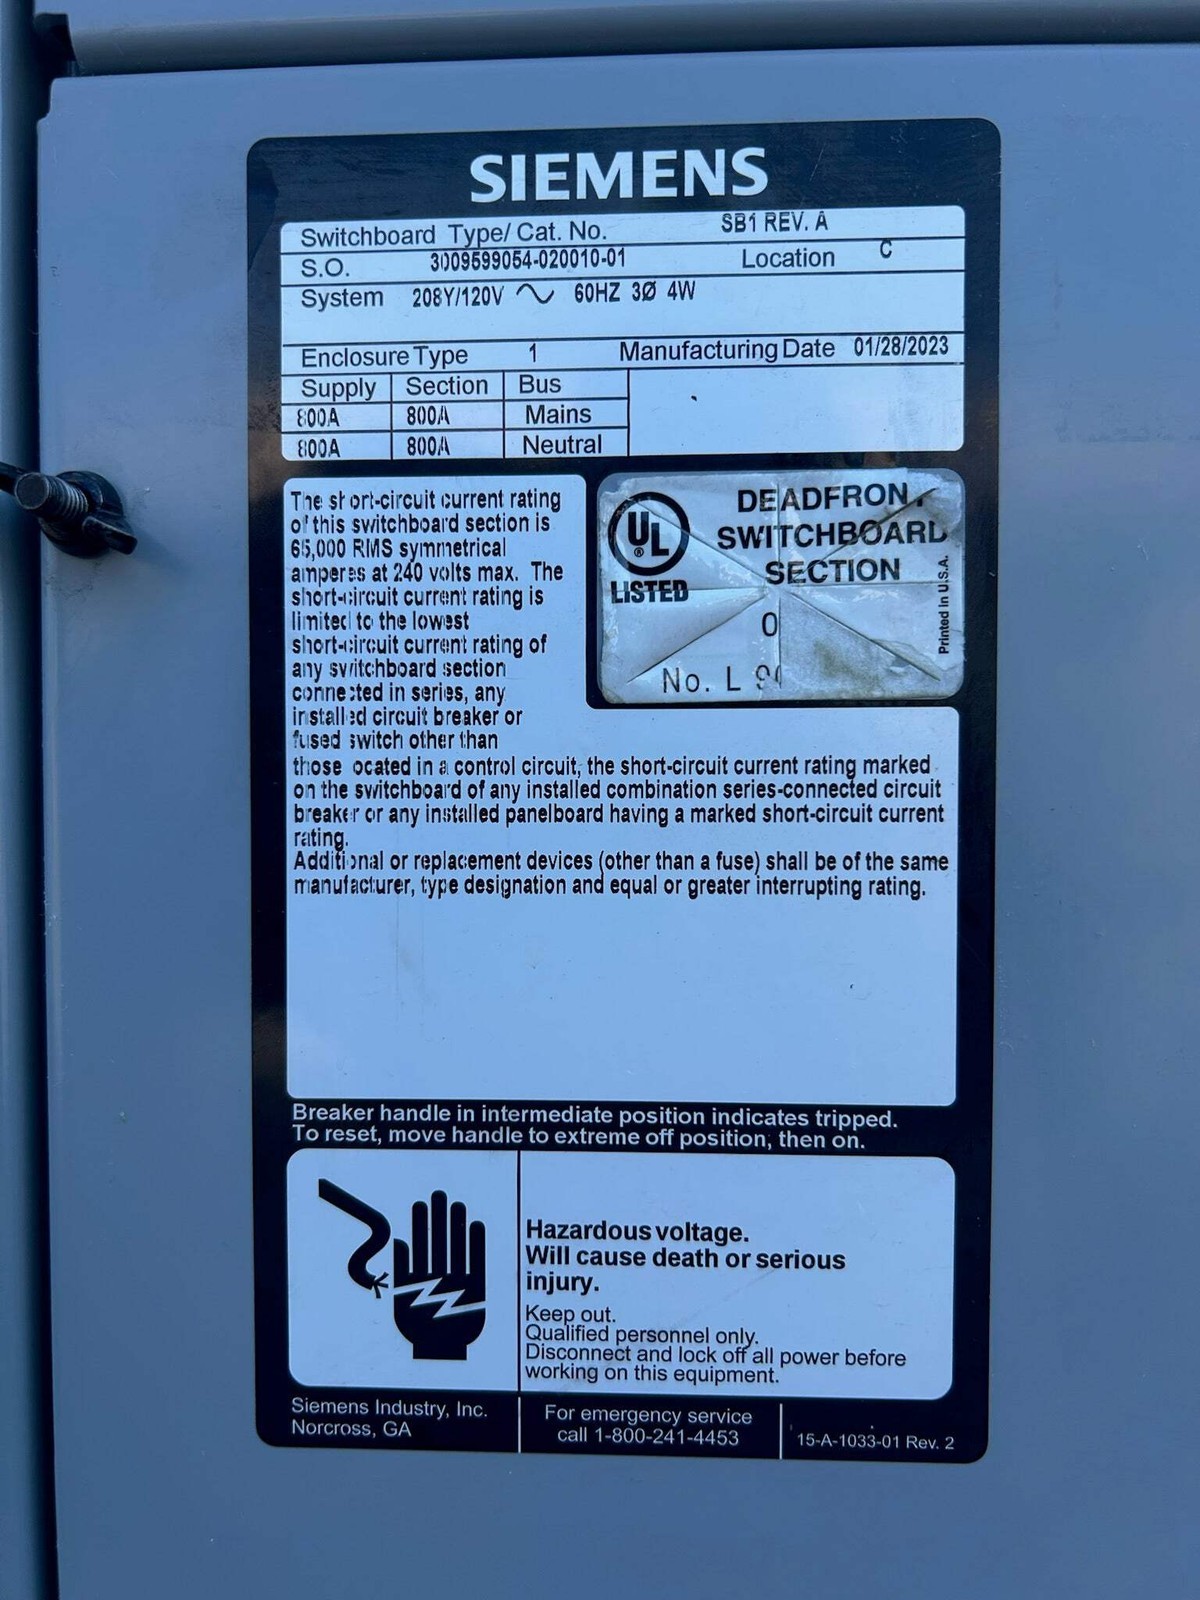 SIEMENS
Switchboard Type/ Cat. No. SB1 REV. A
S.O. 3009599054-020010-01 Location C
System 208Y/120V 60HZ 3Ø 4W
Enclosure Type 1 Manufacturing Date 01/28/2023
Supply Section Bus
800A 800A Mains
800A 800A Neutral
The short-circuit current rating
of this switchboard section is
65,000 RMS symmetrical
amperes at 240 volts max. The
short-circuit current rating is
limited to the lowest
short-circuit current rating of
any switchboard section
connected in series, any
installed circuit breaker or
fused switch other than
those located in a control circuit, the short-circuit current rating marked
on the switchboard of any installed combination series-connected circuit
breaker or any installed panelboard having a marked short-circuit current
rating.
Additional or replacement devices (other than a fuse) shall be of the same
manufacturer, type designation and equal or greater interrupting rating.
UL ®
LISTED
DEADFRONT
SWITCHBOARD
SECTION
0
No. L
Printed in U.S.A.
Breaker handle in intermediate position indicates tripped.
To reset, move handle to extreme off position, then on.
Hazardous voltage.
Will cause death or serious
injury.
Keep out.
Qualified personnel only.
Disconnect and lock off all power before
working on this equipment.
Siemens Industry, Inc.
Norcross, GA
For emergency service
call 1-800-241-4453
15-A-1033-01 Rev. 2